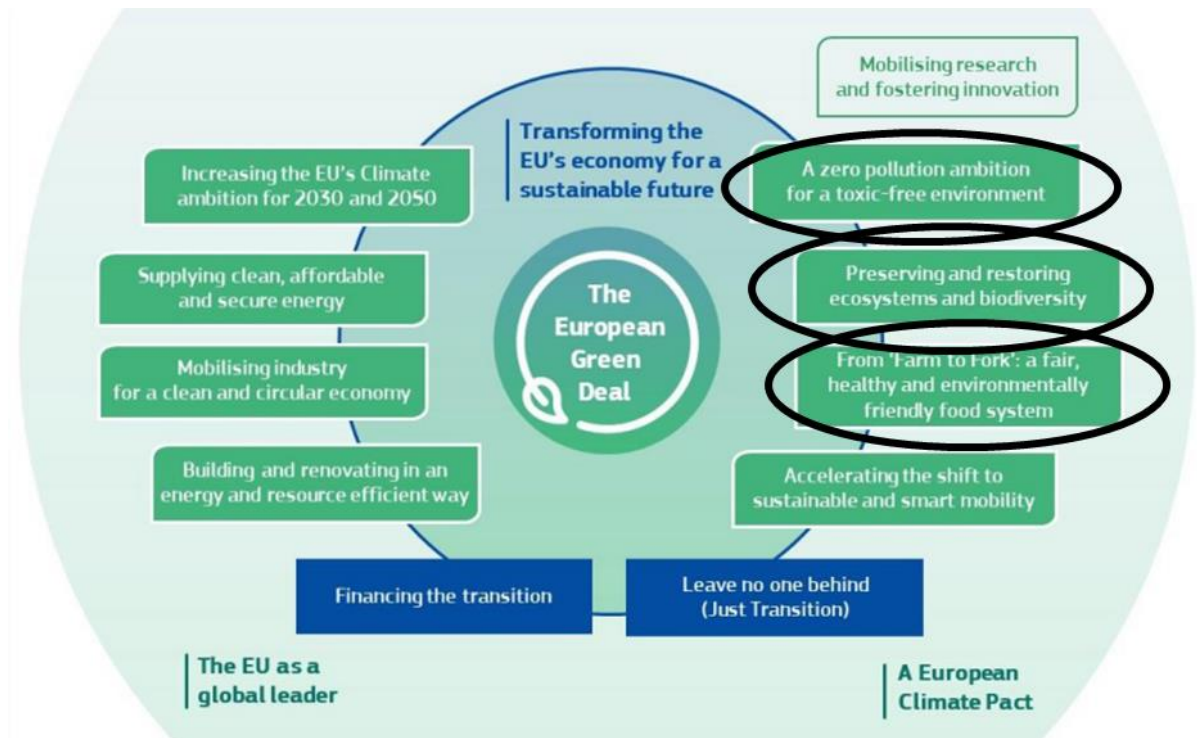 Mobilising research
and fostering innovation
Transforming the
EU's economy for a
sustainable future
Increasing the EU's Climate
ambition for 2030 and 2050
A zero pollution ambition
for a toxic-free environment
Supplying clean, affordable
and secure energy
Preserving and restoring
ecosystems and biodiversity
The
European
Green
Deal
Mobilising industry
for a clean and circular economy
From 'Farm to Fork': a fair,
healthy and environmentally
friendly food system
Building and renovating in an
energy and resource efficient way
Accelerating the shift to
sustainable and smart mobility
Financing the transition
Leave no one behind
(Just Transition)
The EU as a
global leader
A European
Climate Pact